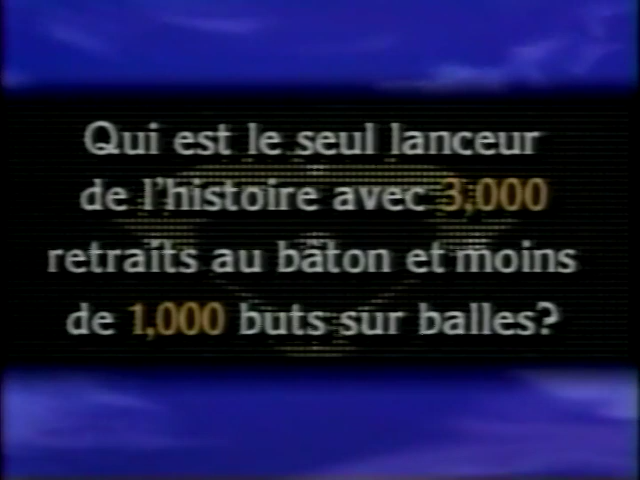 Qui est le seul lanceur
de l'histoire avec 3,000
retraits au bâton et moins
de 1,000 buts sur balles?